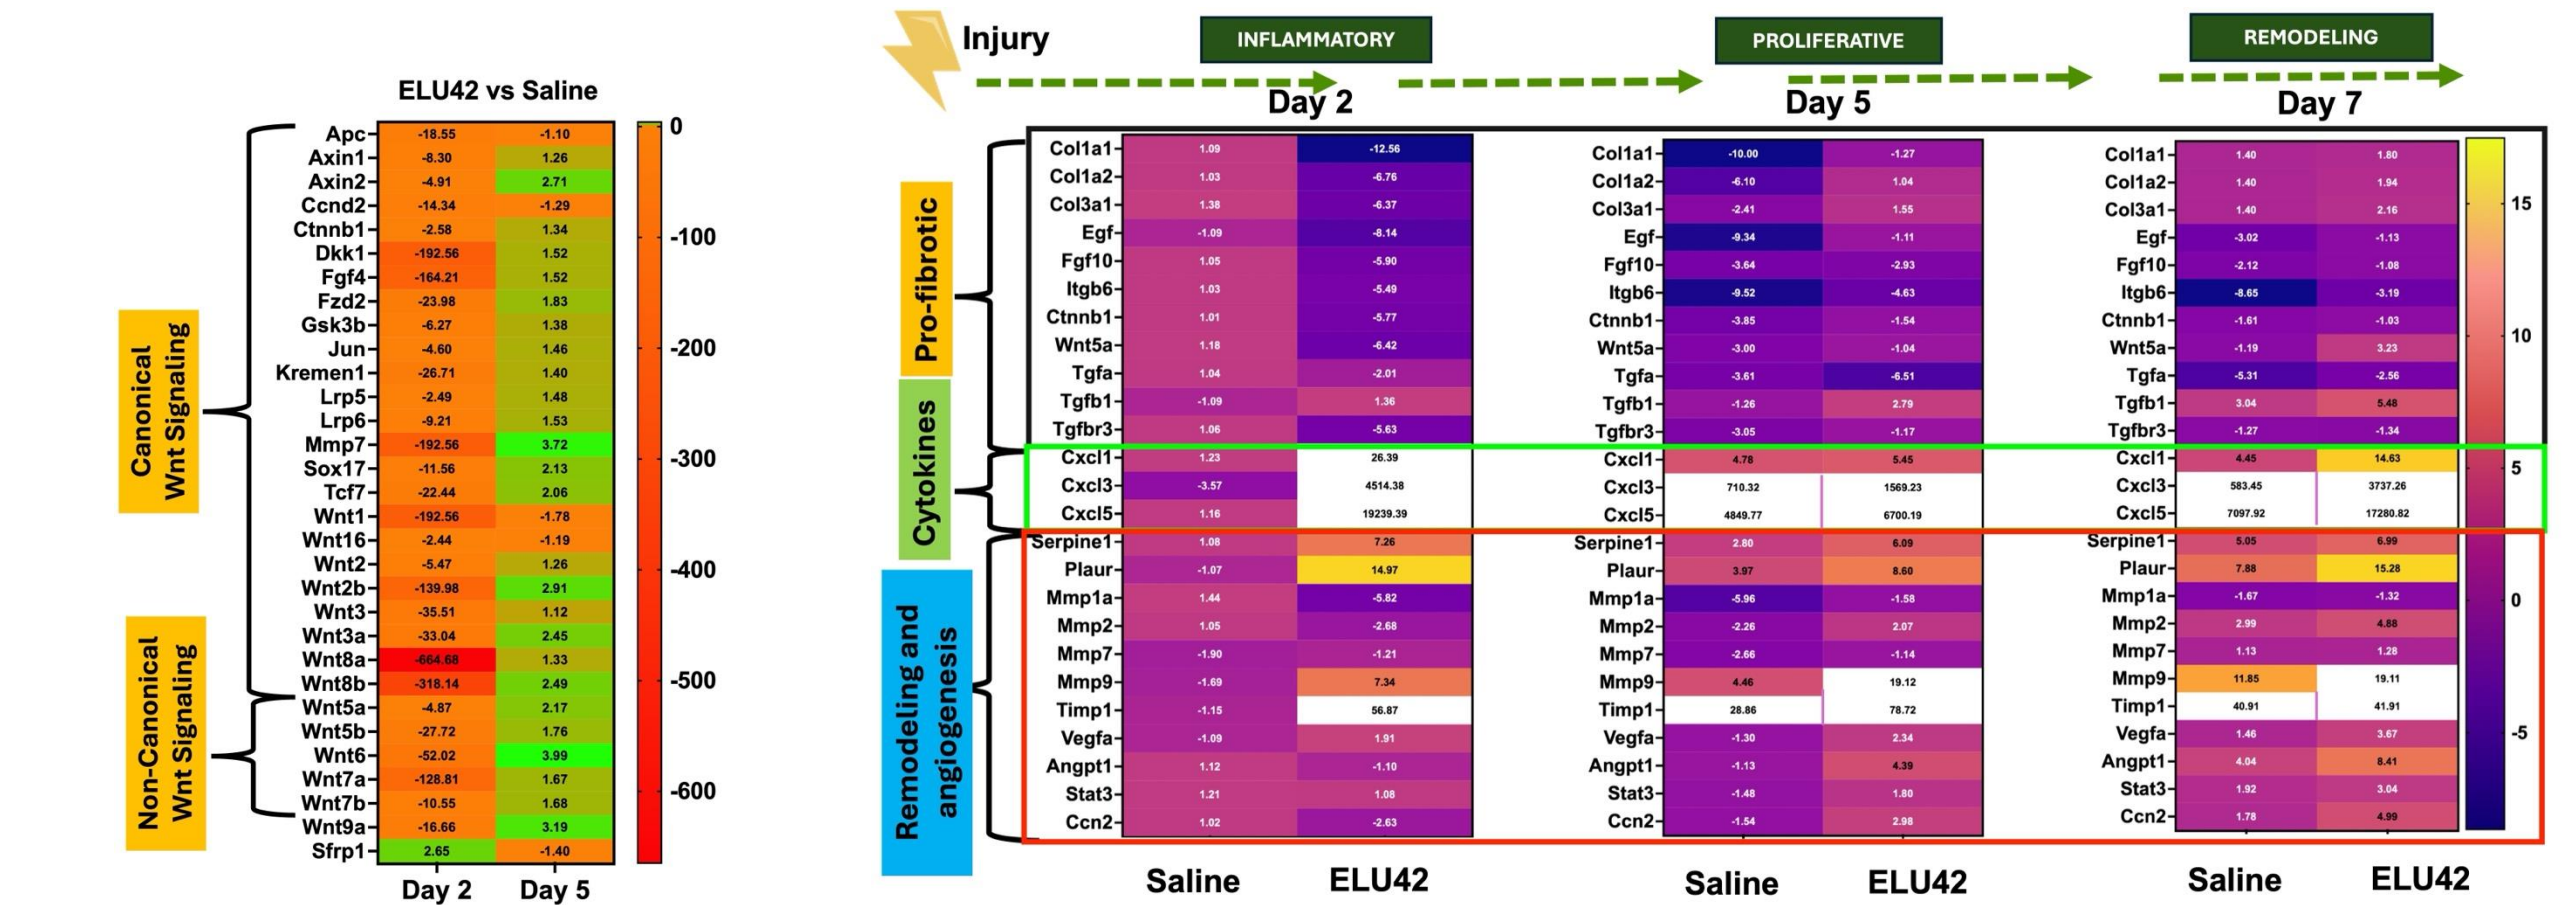 ELU42 vs Saline
Canonical
Wnt Signaling
Non-Canonical
Wnt Signaling
Apc -18.55 -1.10
Axin1 -8.30 1.26
Axin2 -4.91 2.71
Ccnd2 -14.34 -1.29
Ctnnb1 -2.58 1.34
Dkk1 -192.56 1.52
Fgf4 -164.21 1.52
Fzd2 -23.98 1.83
Gsk3b -6.27 1.38
Jun -4.60 1.46
Kremen1 -26.71 1.40
Lrp5 -2.49 1.48
Lrp6 -9.21 1.53
Mmp7 -192.56 3.72
Sox17 -11.56 2.13
Tcf7 -22.44 2.06
Wnt1 -192.56 -1.78
Wnt16 -2.44 -1.19
Wnt2 -5.47 1.26
Wnt2b -139.98 2.91
Wnt3 -35.51 1.12
Wnt3a -33.04 2.45
Wnt8a -664.68 1.33
Wnt8b -318.14 2.49
Wnt5a -4.87 2.17
Wnt5b -27.72 1.76
Wnt6 -52.02 3.99
Wnt7a -128.81 1.67
Wnt7b -10.55 1.68
Wnt9a -16.66 3.19
Sfrp1 2.65 -1.40
Day 2 Day 5
0
-100
-200
-300
-400
-500
-600
Injury
INFLAMMATORY
PROLIFERATIVE
REMODELING
Day 2
Day 5
Day 7
Pro-fibrotic
Cytokines
Remodeling and
angiogenesis
Col1a1 1.09 -12.56
Col1a2 1.03 -6.76
Col3a1 1.38 -6.37
Egf -1.09 -8.14
Fgf10 1.05 -5.90
Itgb6 1.03 -5.49
Ctnnb1 1.01 -5.77
Wnt5a 1.18 -6.42
Tgfa 1.04 -2.01
Tgfb1 -1.09 1.36
Tgfbr3 1.06 -5.63
Cxcl1 1.23 26.39
Cxcl3 -3.57 4514.38
Cxcl5 1.16 19239.39
Serpine1 1.08 7.26
Plaur -1.07 14.97
Mmp1a 1.44 -5.82
Mmp2 1.05 -2.68
Mmp7 -1.90 -1.21
Mmp9 -1.69 7.34
Timp1 -1.15 56.87
Vegfa -1.09 1.91
Angpt1 1.12 -1.10
Stat3 1.21 1.08
Ccn2 1.02 -2.63
Saline ELU42
Col1a1 -10.00 -1.27
Col1a2 -6.10 1.04
Col3a1 -2.41 1.55
Egf -9.34 -1.11
Fgf10 -3.64 -2.93
Itgb6 -9.52 -4.63
Ctnnb1 -3.85 -1.54
Wnt5a -3.00 -1.04
Tgfa -3.61 -6.51
Tgfb1 -1.26 2.79
Tgfbr3 -3.05 -1.17
Cxcl1 4.78 5.45
Cxcl3 710.32 1569.23
Cxcl5 4849.77 6700.19
Serpine1 2.80 6.09
Plaur 3.97 8.60
Mmp1a -5.96 -1.58
Mmp2 -2.26 2.07
Mmp7 -2.66 -1.14
Mmp9 4.46 19.12
Timp1 28.86 78.72
Vegfa -1.30 2.34
Angpt1 -1.13 4.39
Stat3 -1.48 1.80
Ccn2 -1.54 2.98
Saline ELU42
Col1a1 1.40 1.80
Col1a2 1.40 1.94
Col3a1 1.40 2.16
Egf -3.02 -1.13
Fgf10 -2.12 -1.08
Itgb6 -8.65 -3.19
Ctnnb1 -1.61 -1.03
Wnt5a -1.19 3.23
Tgfa -5.31 -2.56
Tgfb1 3.04 5.48
Tgfbr3 -1.27 -1.34
Cxcl1 4.45 14.63
Cxcl3 583.45 3737.26
Cxcl5 7097.92 17280.82
Serpine1 5.05 6.99
Plaur 7.88 15.28
Mmp1a -1.67 -1.32
Mmp2 2.99 4.88
Mmp7 1.13 1.28
Mmp9 11.85 19.11
Timp1 40.91 41.91
Vegfa 1.46 3.67
Angpt1 4.04 8.41
Stat3 1.92 3.04
Ccn2 1.78 4.99
Saline ELU42
15
10
5
0
-5